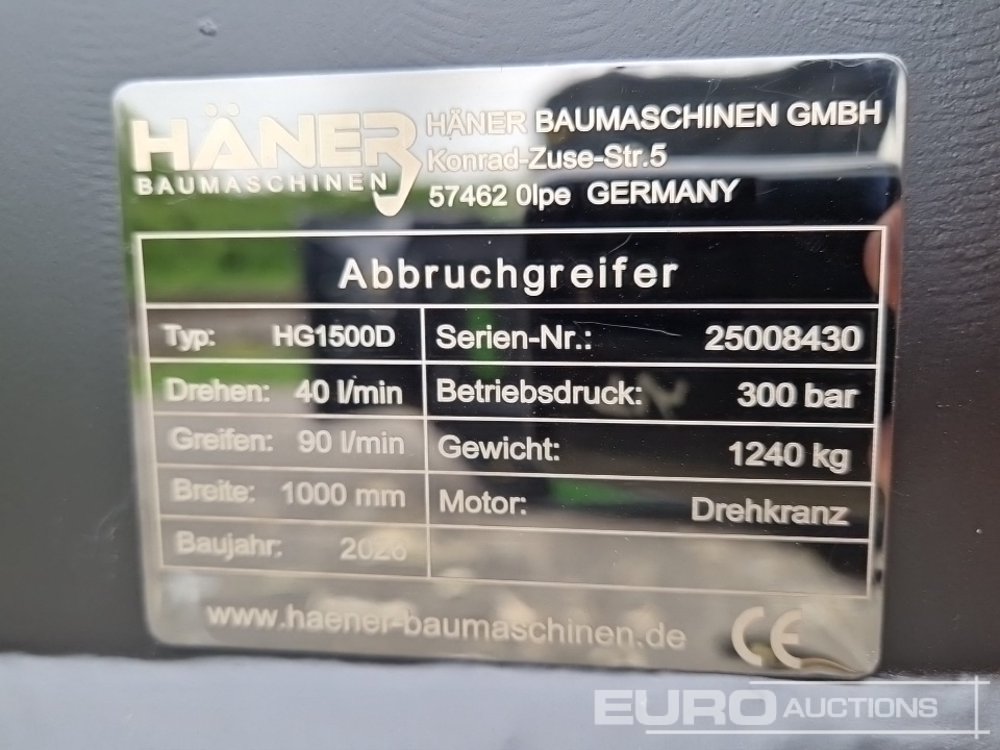 HÄNER
BAUMASCHINEN
HÄNER BAUMASCHINEN GMBH
Konrad-Zuse-Str.5
57462 Olpe GERMANY
Abbruchgreifer
Typ: HG1500D Serien-Nr.: 25008430
Drehen: 40 l/min Betriebsdruck: 300 bar
Greifen: 90 l/min Gewicht: 1240 kg
Breite: 1000 mm Motor: Drehkranz
Baujahr: 2026
www.haener-baumaschinen.de CE
EURO AUCTIONS